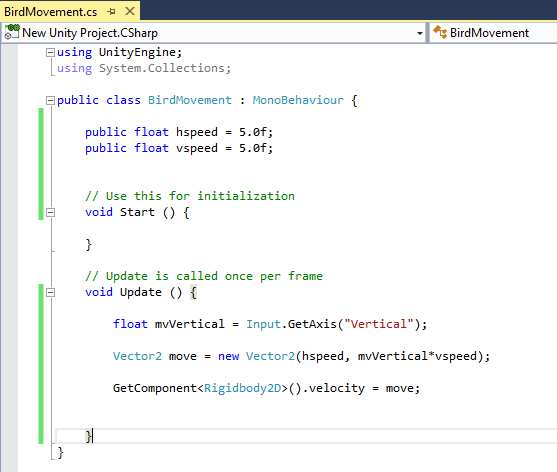 BirdMovement.cs
New Unity Project.CSharp
BirdMovement
using UnityEngine;
using System.Collections;
public class BirdMovement : MonoBehaviour {
public float hspeed = 5.0f;
public float vspeed = 5.0f;
// Use this for initialization
void Start () {
}
// Update is called once per frame
void Update () {
float mvVertical = Input.GetAxis("Vertical");
Vector2 move = new Vector2(hspeed, mvVertical*vspeed);
GetComponent<Rigidbody2D>().velocity = move;
}
}